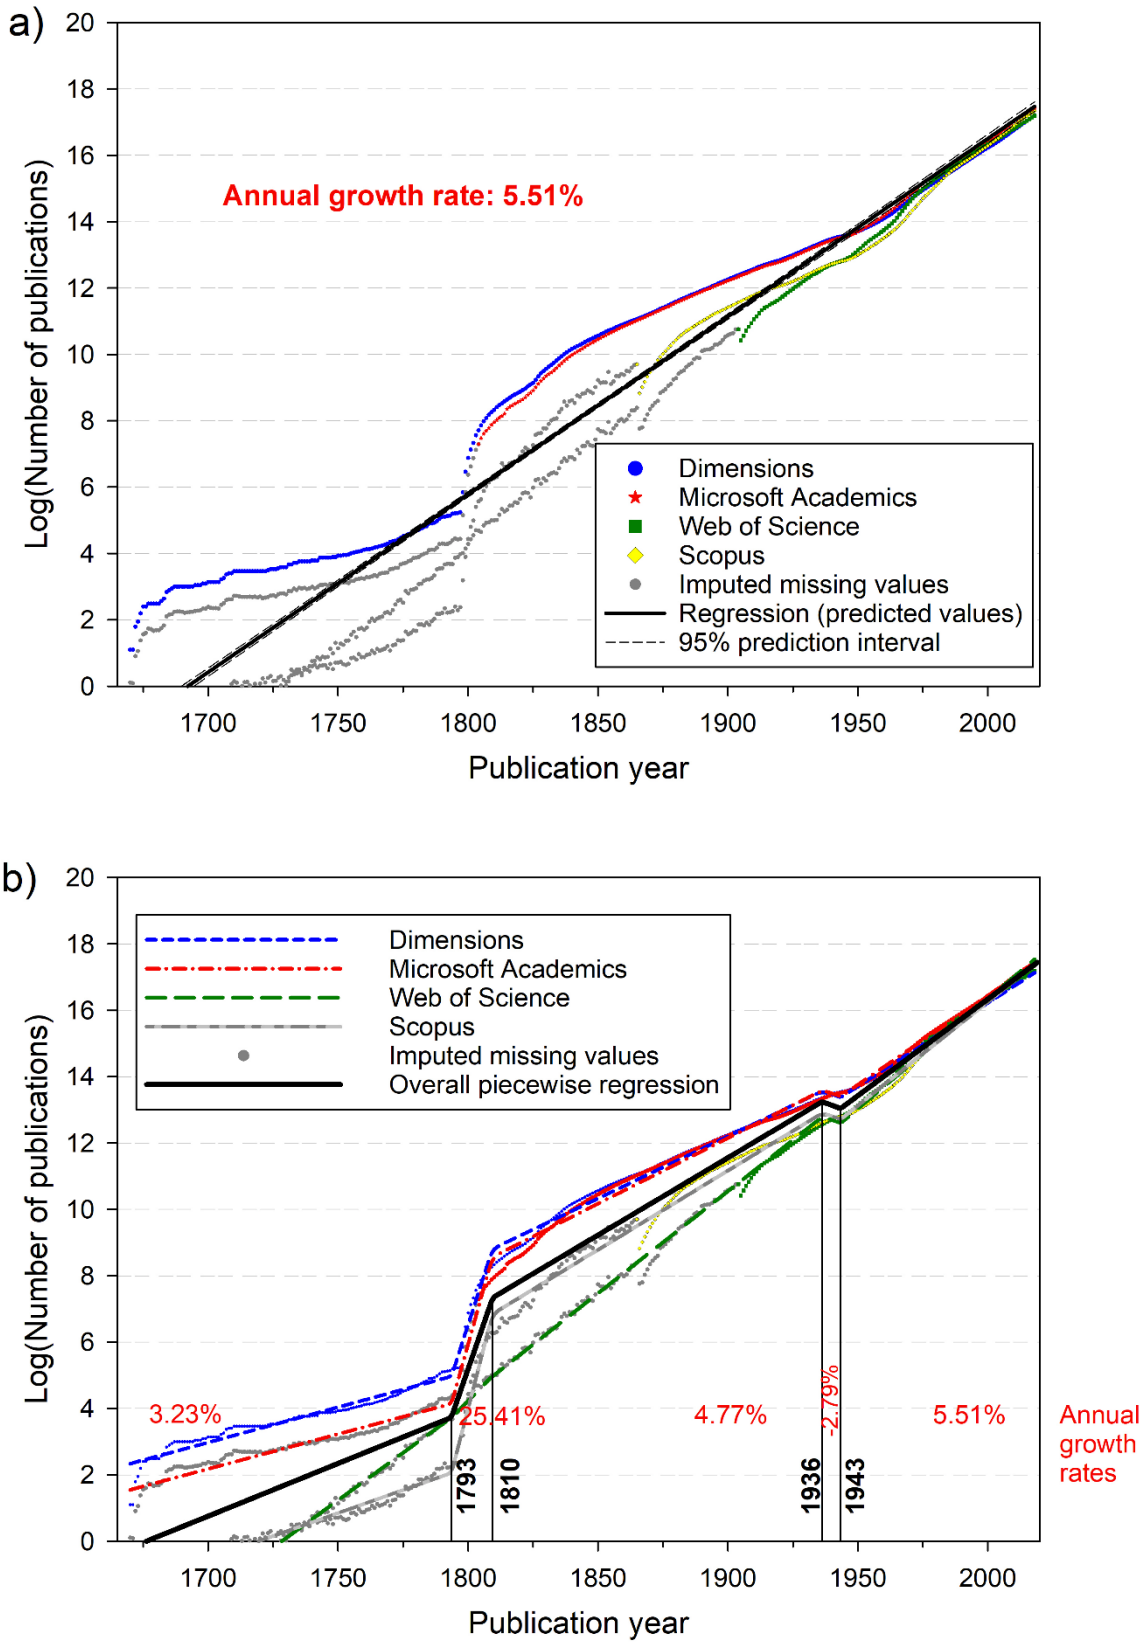 a)
20
18
16
14
12
10
8
6
4
2
0
Log(Number of publications)
Annual growth rate: 5.51%
Dimensions
Microsoft Academics
Web of Science
Scopus
Imputed missing values
Regression (predicted values)
95% prediction interval
1700 1750 1800 1850 1900 1950 2000
Publication year
b)
20
18
16
14
12
10
8
6
4
2
0
Log(Number of publications)
Dimensions
Microsoft Academics
Web of Science
Scopus
Imputed missing values
Overall piecewise regression
3.23%
25.41%
4.77%
-2.79%
5.51%
Annual
growth
rates
1793
1810
1936
1943
1700 1750 1800 1850 1900 1950 2000
Publication year